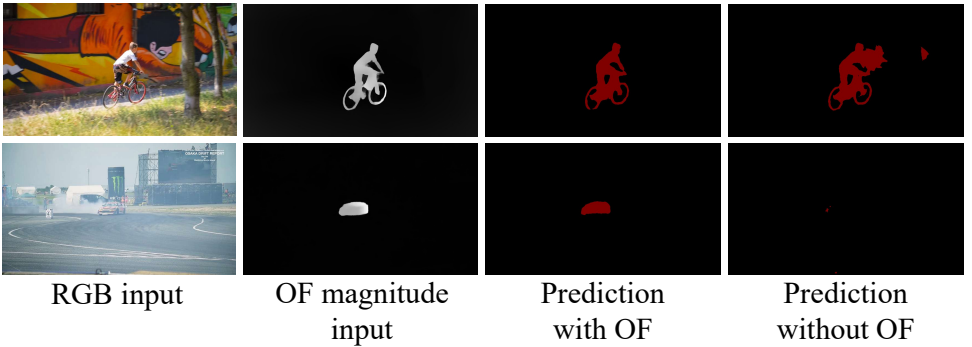 RGB input
OF magnitude
input
Prediction
with OF
Prediction
without OF